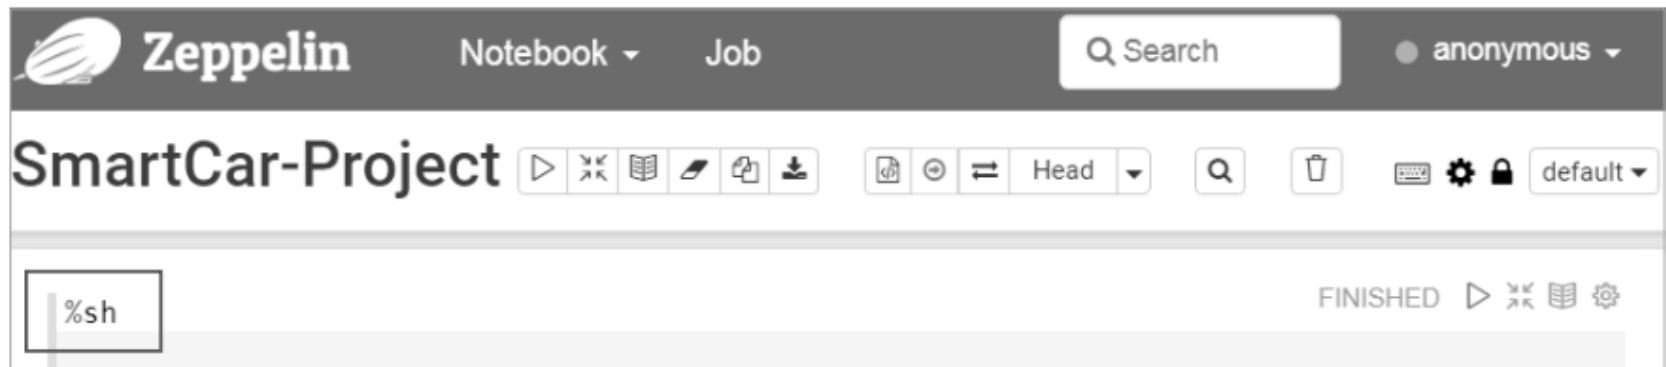 Zeppelin Notebook Job Search anonymous
SmartCar-Project Head default
%sh FINISHED